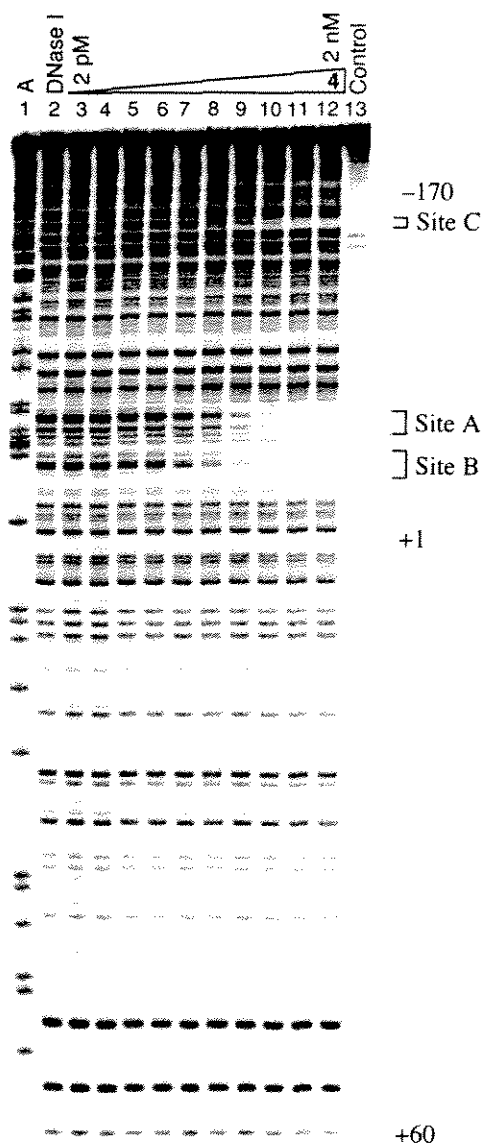 A
DNase I
2 pM
2 nM
Control
4
1 2 3 4 5 6 7 8 9 10 11 12 13
–170
Site C
Site A
Site B
+1
+60